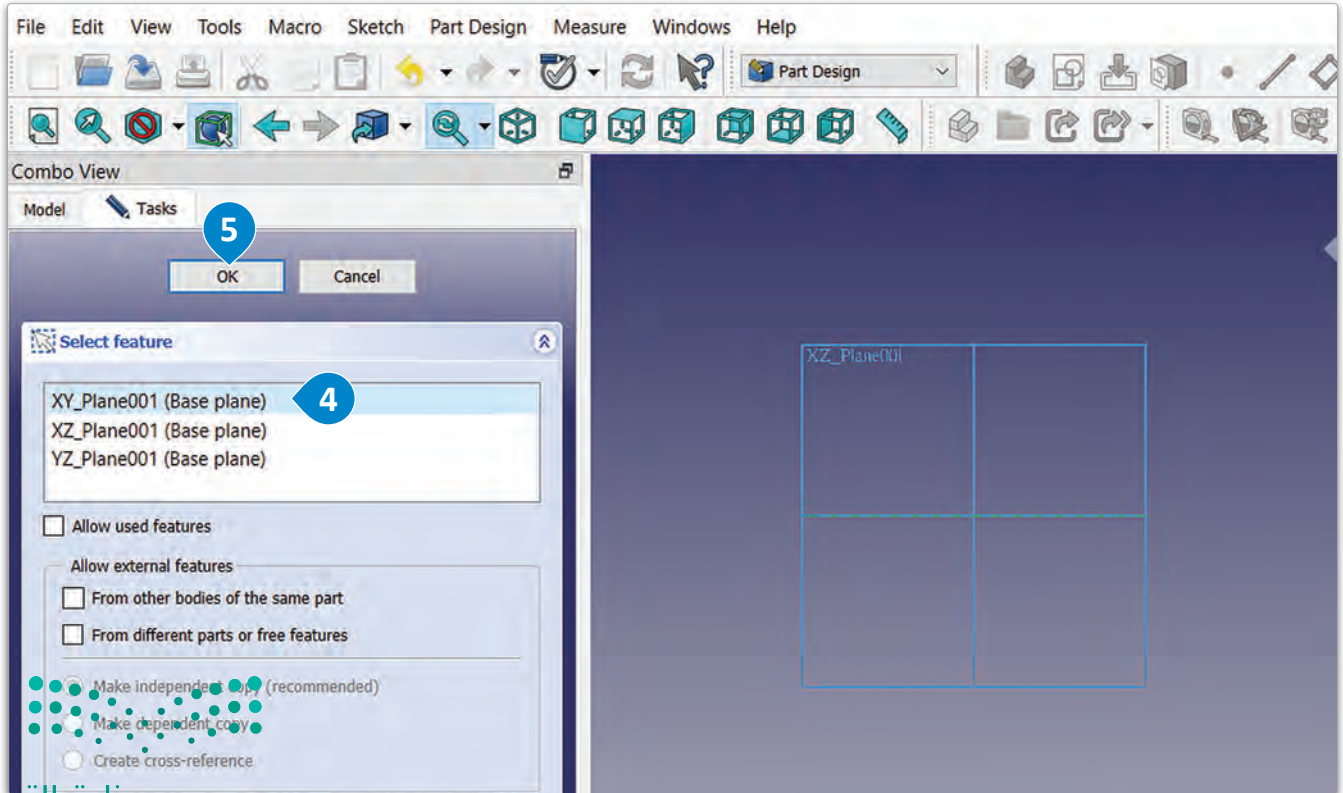 File Edit View Tools Macro Sketch Part Design Measure Windows Help
Part Design
Combo View
Model Tasks
5
OK Cancel
Select feature
XY_Plane001 (Base plane)
4
XZ_Plane001 (Base plane)
YZ_Plane001 (Base plane)
Allow used features
Allow external features
From other bodies of the same part
From different parts or free features
Make independent copy (recommended)
Make dependent copy
Create cross-reference